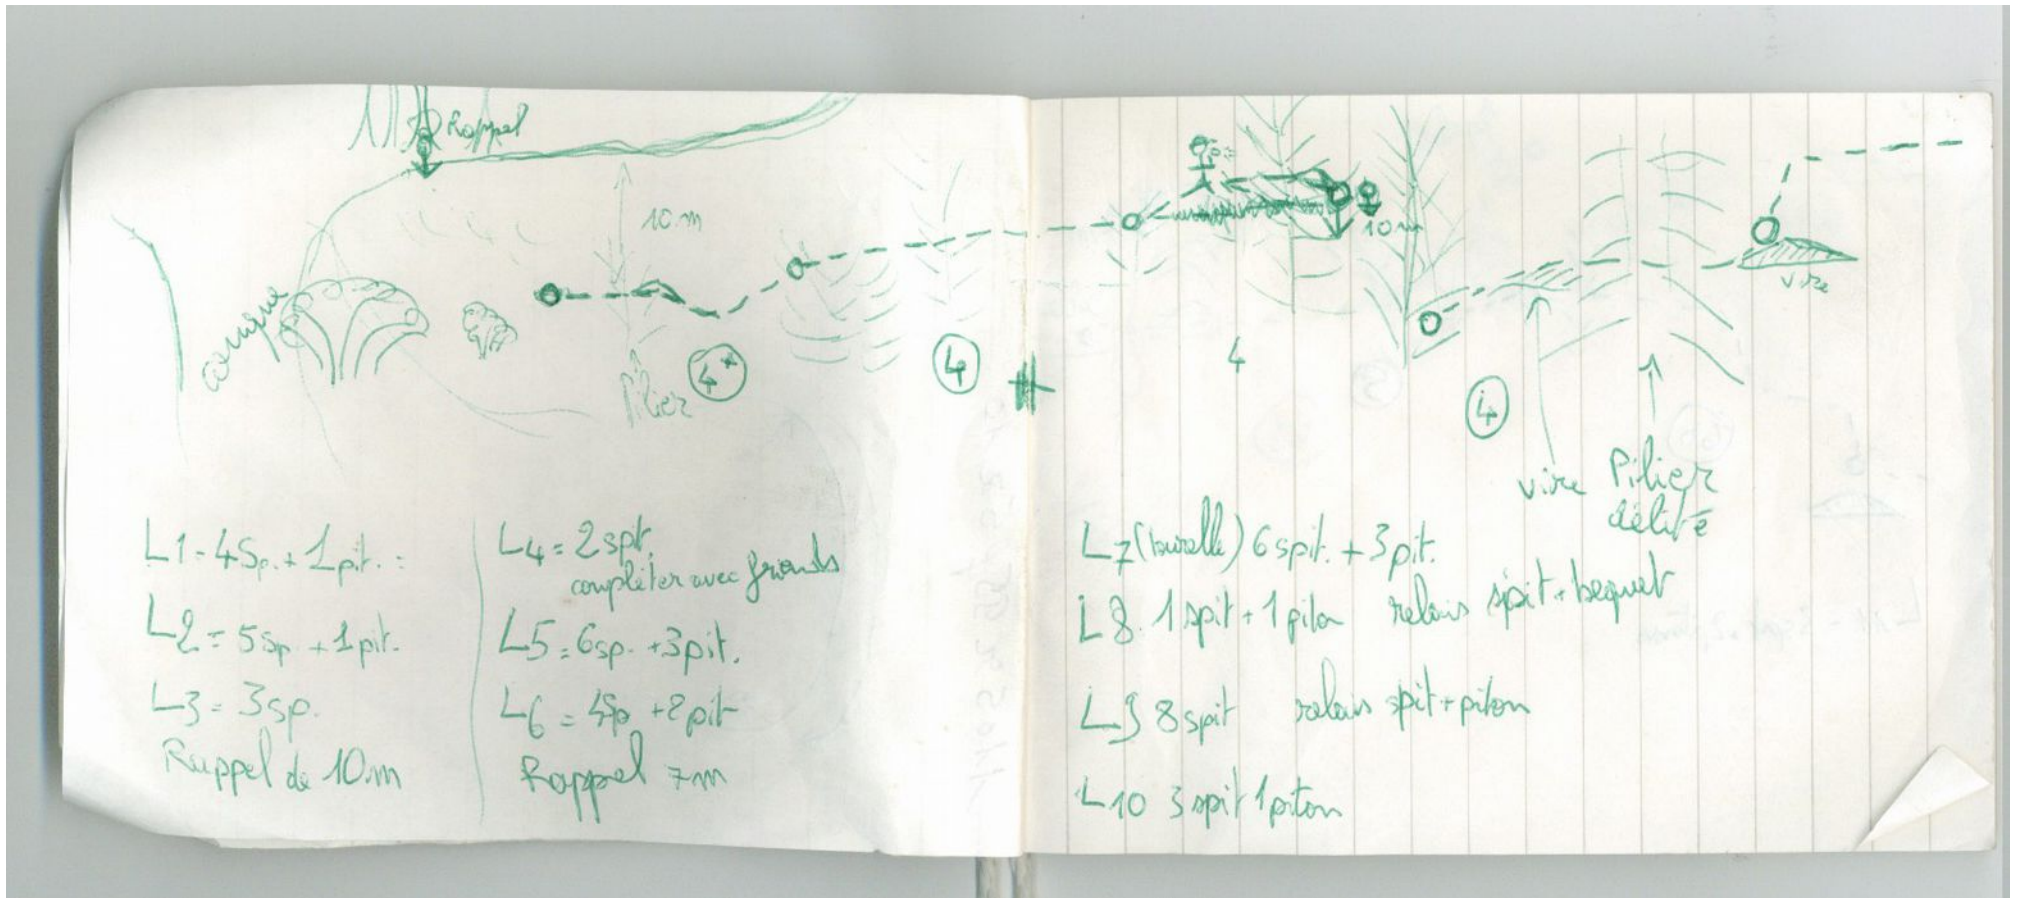 Rappel
10 m
conique
Pilier
4+
4
L1 = 4 Sp. + 1 pit. =
L2 = 5 sp + 1 pit.
L3 = 3 sp.
Rappel de 10 m
L4 = 2 spt.
compléter avec friends
L5 = 6 sp. + 3 pit.
L6 = 4 Sp + 2 pit
Rappel 7 m
10 m
4
4
vire
vire
Pilier
délité
L7 (tourelle) 6 spit. + 3 pit.
L8. 1 spit + 1 piton relais spit + becquet
L9 8 spit relais spit + piton
L10 3 spit 1 piton